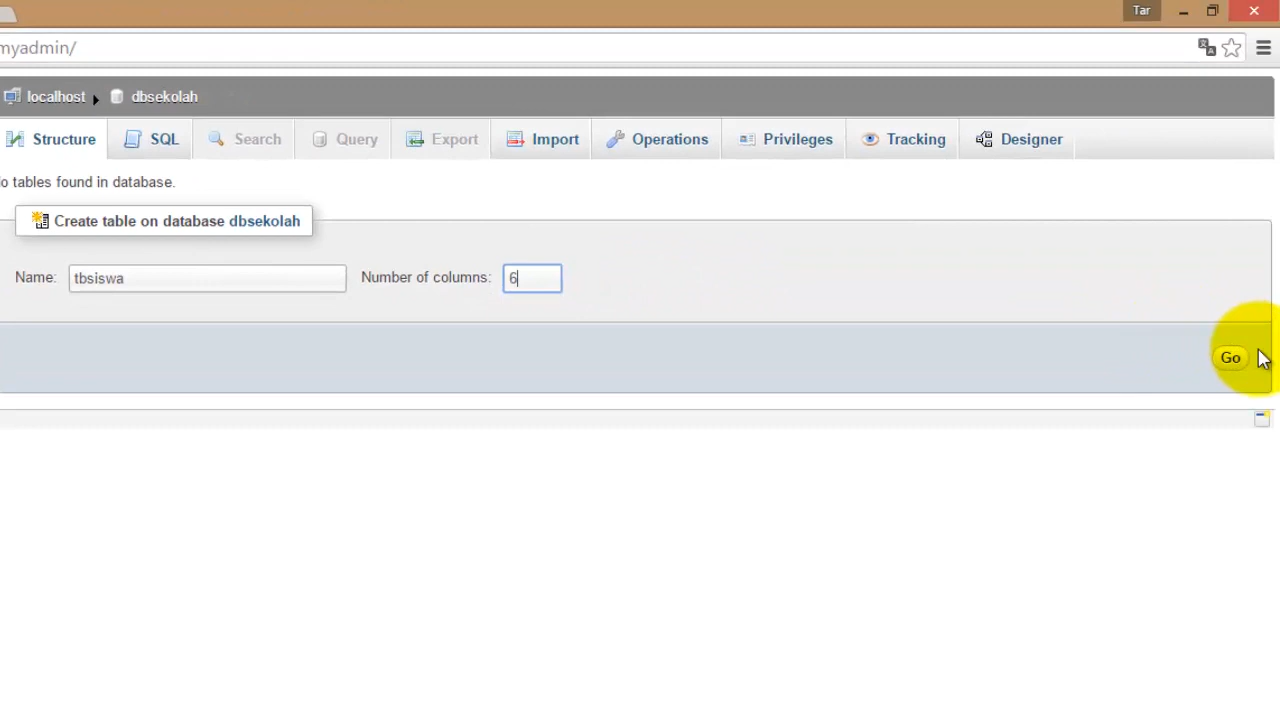 Tar
myadmin/
localhost dbsekolah
Structure SQL Search Query Export Import Operations Privileges Tracking Designer
o tables found in database.
Create table on database dbsekolah
Name: tbsiswa Number of columns: 6
Go